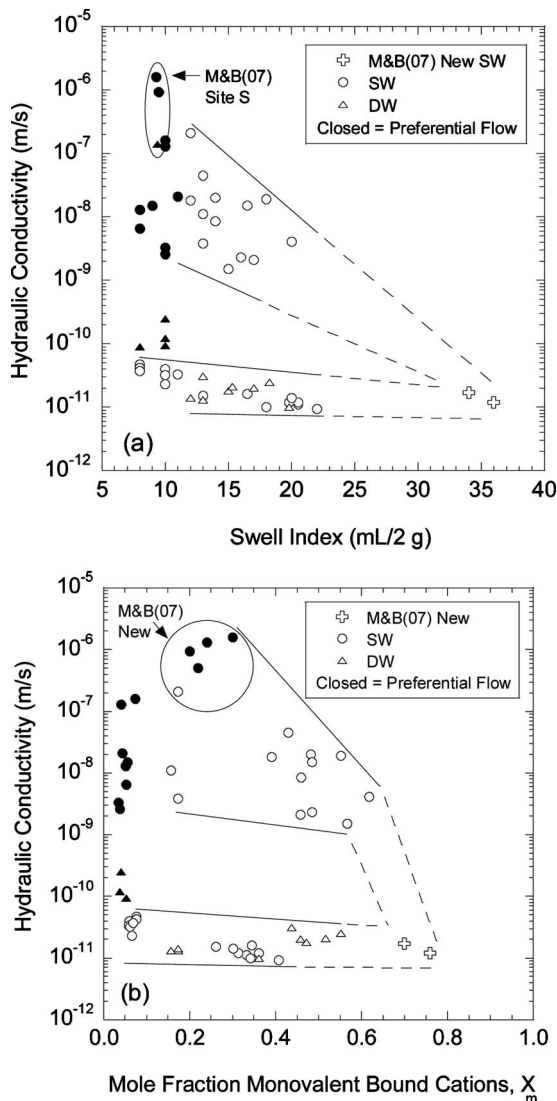 10⁻⁵
10⁻⁶
10⁻⁷
10⁻⁸
10⁻⁹
10⁻¹⁰
10⁻¹¹
10⁻¹²
Hydraulic Conductivity (m/s)
M&B(07)
Site S
M&B(07) New SW
SW
DW
Closed = Preferential Flow
(a)
5 10 15 20 25 30 35 40
Swell Index (mL/2 g)
10⁻⁵
10⁻⁶
10⁻⁷
10⁻⁸
10⁻⁹
10⁻¹⁰
10⁻¹¹
10⁻¹²
Hydraulic Conductivity (m/s)
M&B(07)
New
M&B(07) New
SW
DW
Closed = Preferential Flow
(b)
0.0 0.2 0.4 0.6 0.8 1.0
Mole Fraction Monovalent Bound Cations, Xₘ